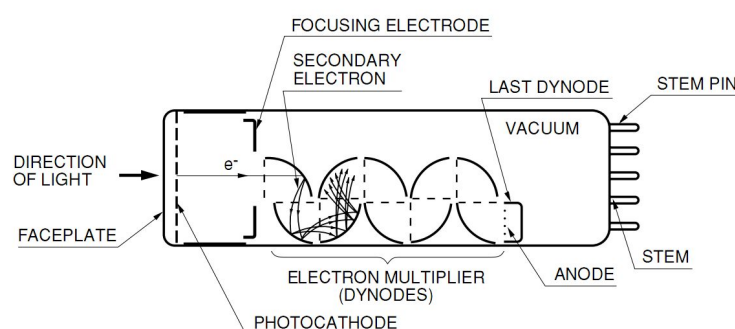 FOCUSING ELECTRODE
SECONDARY
ELECTRON
LAST DYNODE
STEM PIN
VACUUM
DIRECTION
OF LIGHT
e-
FACEPLATE
STEM
ELECTRON MULTIPLIER
(DYNODES)
ANODE
PHOTOCATHODE